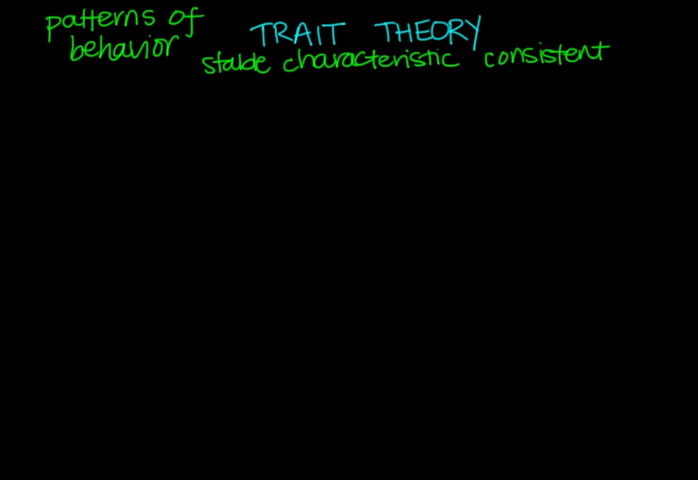 patterns of
behavior
TRAIT THEORY
stable characteristic consistent